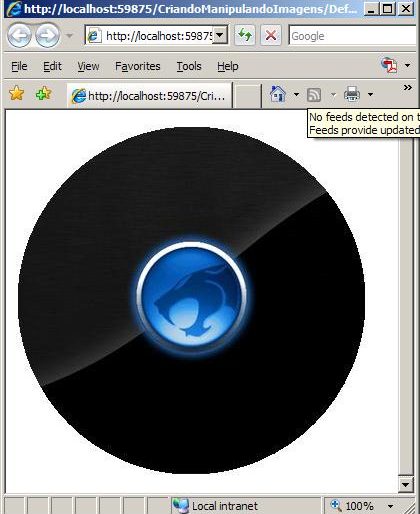 http://localhost:59875/CriandoManipulandoImagens/Def...
http://localhost:5987
Google
File Edit View Favorites Tools Help
http://localhost:59875/Cri...
No feeds detected on t
Feeds provide updated
Local intranet
100%